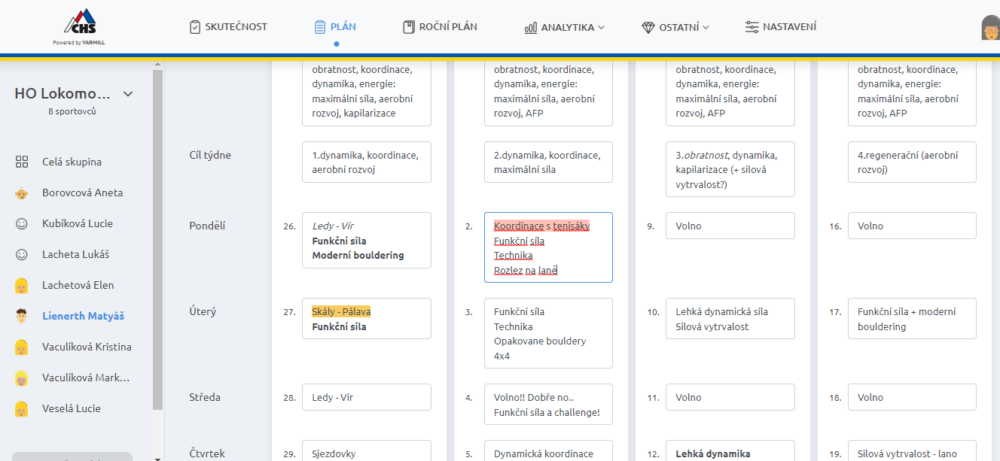 CHS
Powered by YARMILL
SKUTEČNOST
PLÁN
ROČNÍ PLÁN
ANALYTIKA
OSTATNÍ
NASTAVENÍ
HO Lokomo...
8 sportovců
Celá skupina
Borovcová Aneta
Kubíková Lucie
Lacheta Lukáš
Lachetová Elen
Lienerth Matyáš
Vaculíková Kristina
Vaculíková Mark...
Veselá Lucie
obratnost, koordinace,
dynamika, energie:
maximální síla, aerobní
rozvoj, kapilarizace
obratnost, koordinace,
dynamika, energie:
maximální síla, aerobní
rozvoj, AFP
obratnost, koordinace,
dynamika, energie:
maximální síla, aerobní
rozvoj, AFP
obratnost, koordinace,
dynamika, energie:
maximální síla, aerobní
rozvoj, AFP
Cíl týdne
1.dynamika, koordinace,
aerobní rozvoj
2.dynamika, koordinace,
maximální síla
3.obratnost, dynamika,
kapilarizace (+ silová
vytrvalost?)
4.regenerační (aerobní
rozvoj)
Pondělí
26.
Ledy - Vír
Funkční síla
Moderní bouldering
2.
Koordinace s tenisáky
Funkční síla
Technika
Rozlez na laně
9.
Volno
16.
Volno
Úterý
27.
Skály - Pálava
Funkční síla
3.
Funkční síla
Technika
Opakovane bouldery
4x4
10.
Lehká dynamická síla
Silová vytrvalost
17.
Funkční síla + moderní
bouldering
Středa
28.
Ledy - Vír
4.
Volno!! Dobře no..
Funkční síla a challenge!
11.
Volno
18.
Volno
Čtvrtek
29.
Sjezdovky
5.
Dynamická koordinace
12.
Lehká dynamika
19.
Silová vytrvalost - lano